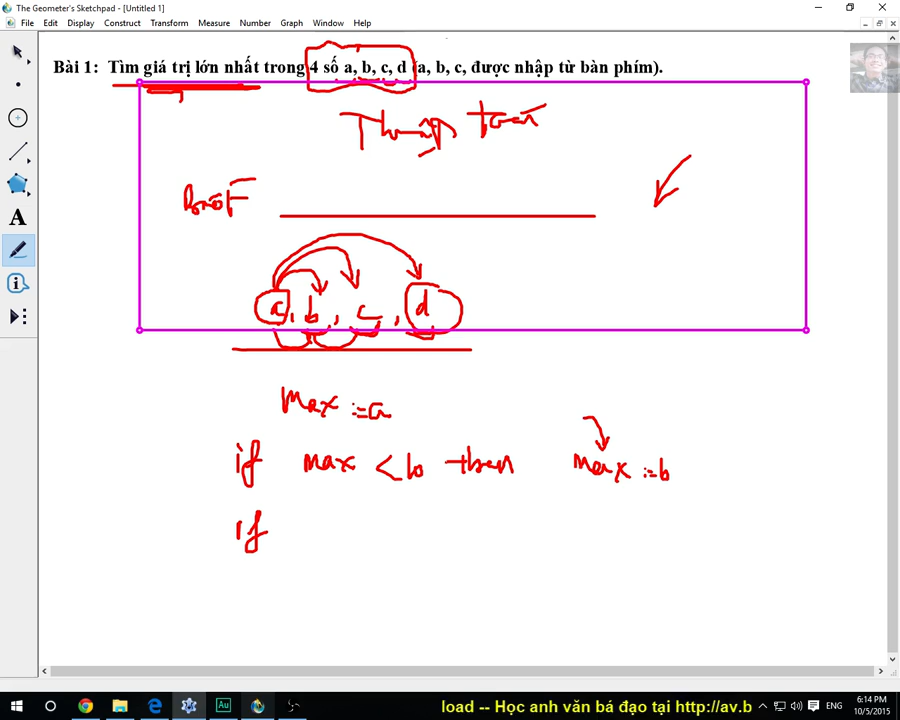 The Geometer's Sketchpad - [Untitled 1]
File Edit Display Construct Transform Measure Number Graph Window Help
Bài 1: Tìm giá trị lớn nhất trong 4 số a, b, c, d (a, b, c, được nhập từ bàn phím).
Thuật toán
a, b, c, d
Max := a
if max < b then max := b
if
A
load -- Học anh văn bá đạo tại http://av.b
ENG
6:14 PM
10/5/2015